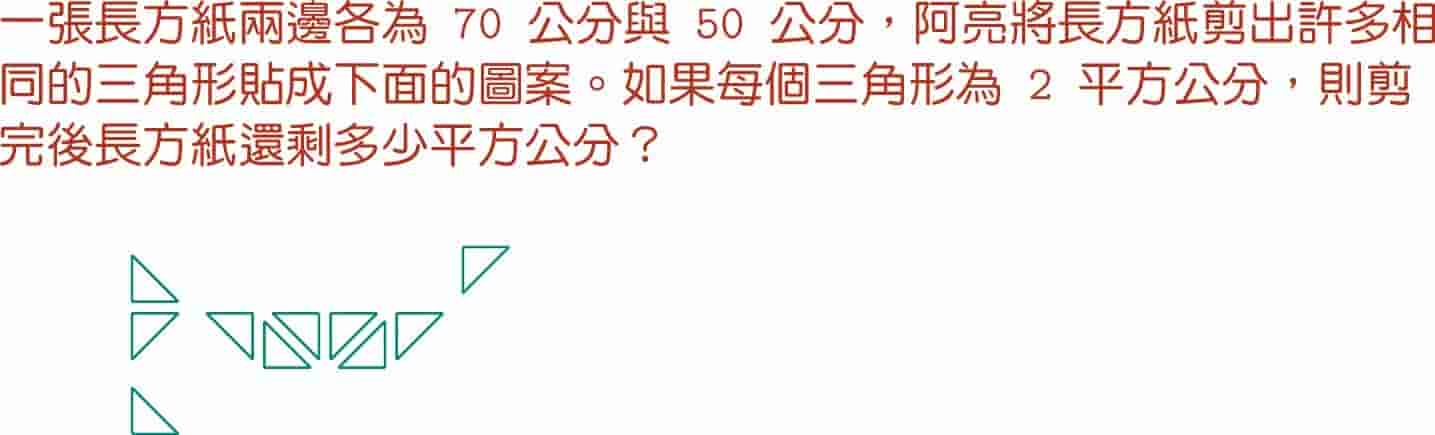 一張長方紙兩邊各為 70 公分與 50 公分，阿亮將長方紙剪出許多相
同的三角形貼成下面的圖案。如果每個三角形為 2 平方公分，則剪
完後長方紙還剩多少平方公分？